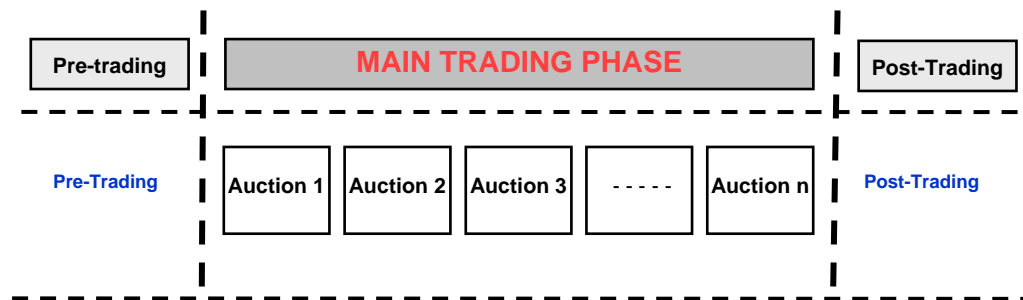 Pre-trading
MAIN TRADING PHASE
Post-Trading
Pre-Trading
Auction 1
Auction 2
Auction 3
- - - - -
Auction n
Post-Trading